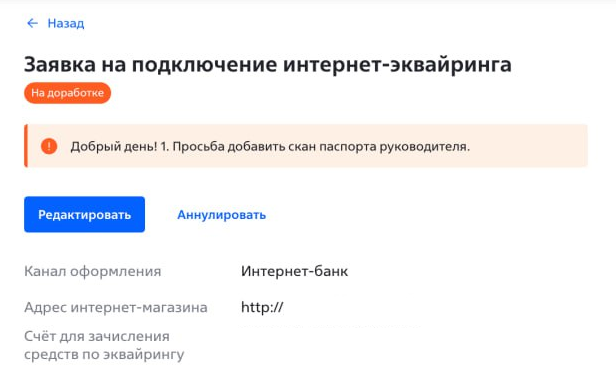 ← Назад
Заявка на подключение интернет-эквайринга
На доработке
Добрый день! 1. Просьба добавить скан паспорта руководителя.
Редактировать Аннулировать
Канал оформления Интернет-банк
Адрес интернет-магазина http://
Счёт для зачисления
средств по эквайрингу